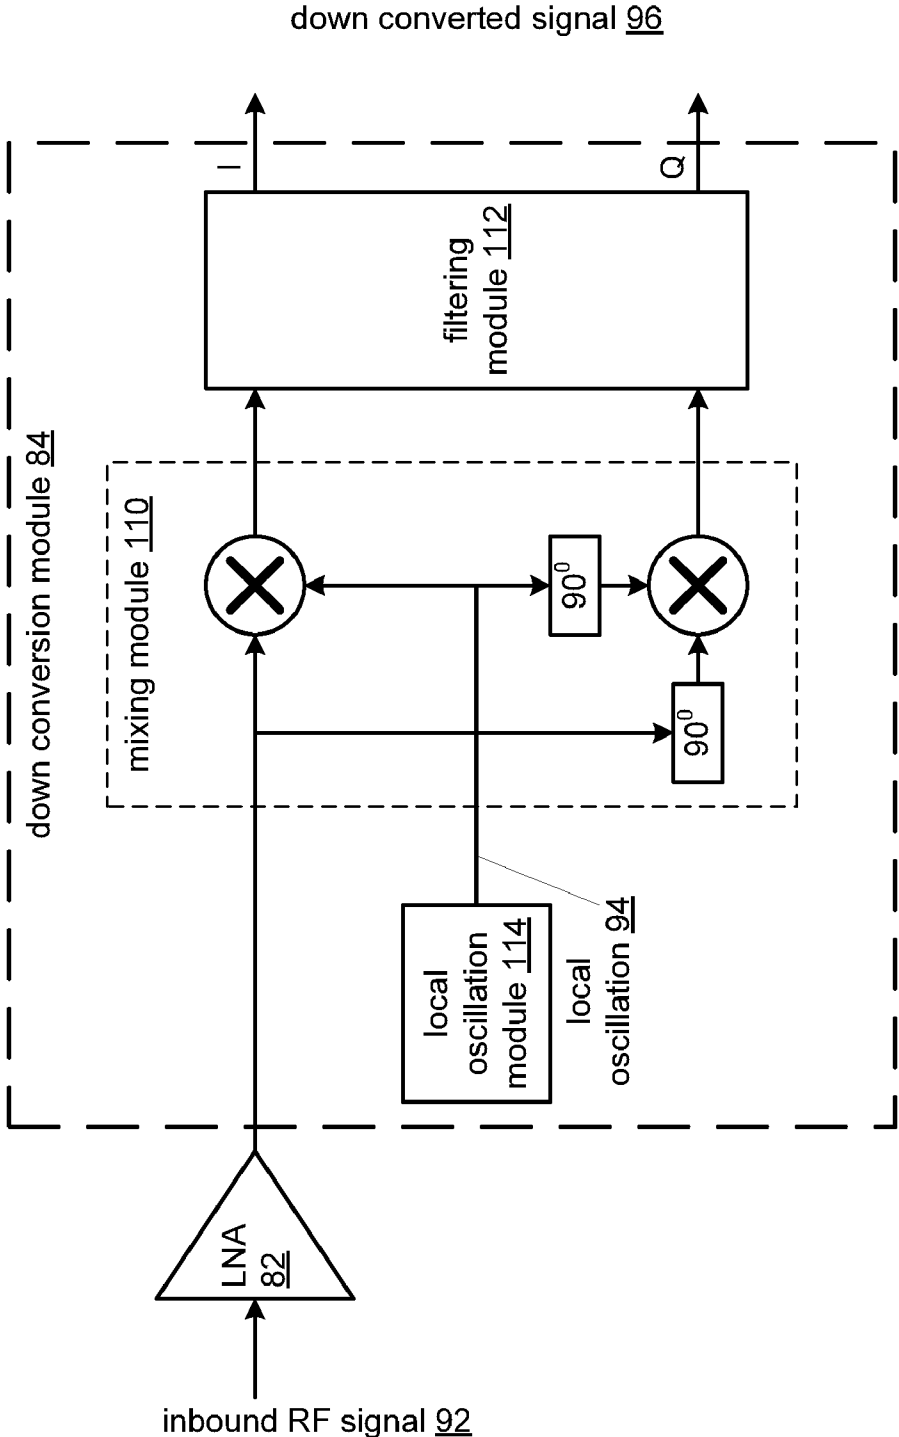 down converted signal 96
I
Q
filtering
module 112
down conversion module 84
mixing module 110
90⁰
90⁰
local
oscillation
module 114
local
oscillation 94
LNA
82
inbound RF signal 92